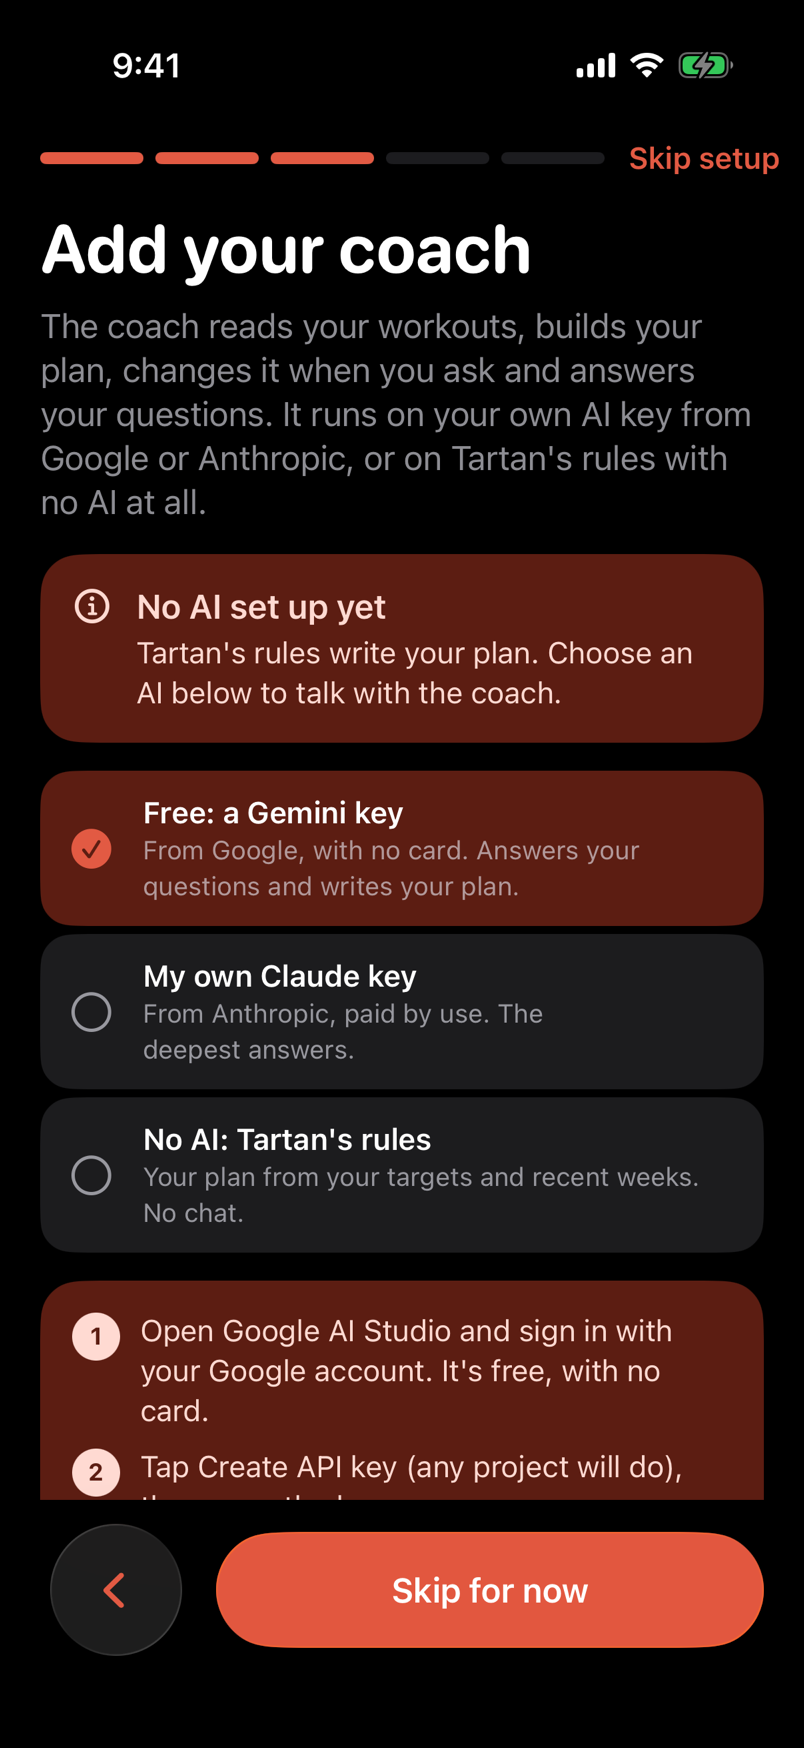 9:41
Skip setup
Add your coach
The coach reads your workouts, builds your
plan, changes it when you ask and answers
your questions. It runs on your own AI key from
Google or Anthropic, or on Tartan's rules with
no AI at all.
No AI set up yet
Tartan's rules write your plan. Choose an
AI below to talk with the coach.
Free: a Gemini key
From Google, with no card. Answers your
questions and writes your plan.
My own Claude key
From Anthropic, paid by use. The
deepest answers.
No AI: Tartan's rules
Your plan from your targets and recent weeks.
No chat.
1 Open Google AI Studio and sign in with
your Google account. It's free, with no
card.
2 Tap Create API key (any project will do),
Skip for now